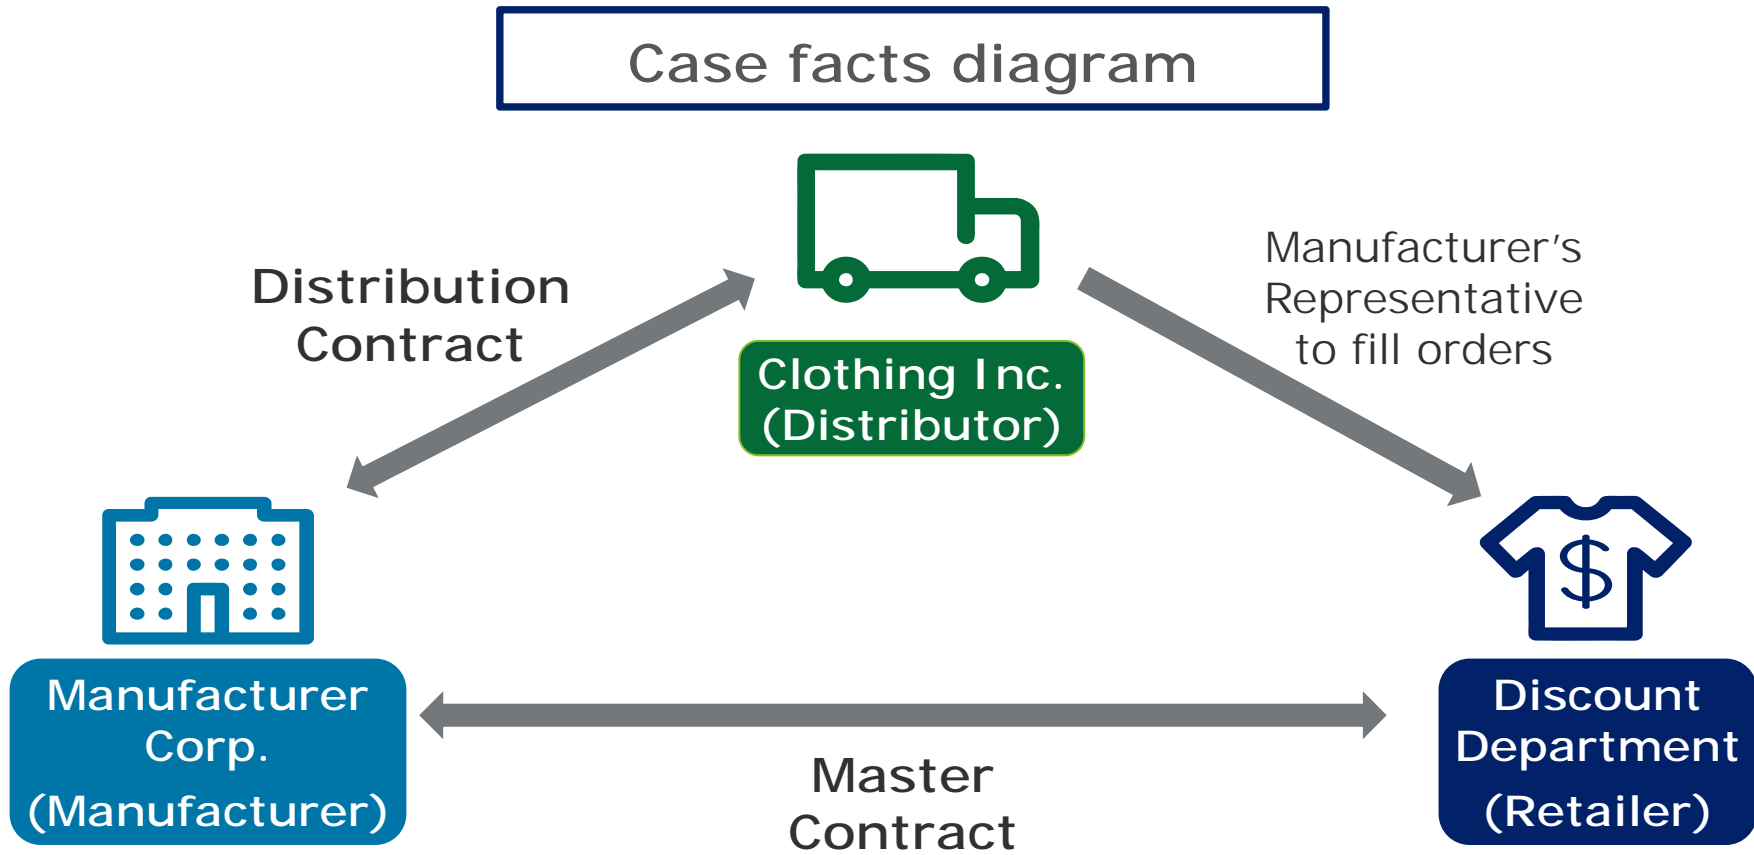 Case facts diagram
Distribution
Contract
Manufacturer's
Representative
to fill orders
Clothing Inc.
(Distributor)
$
Manufacturer
Corp.
(Manufacturer)
Discount
Department
(Retailer)
Master
Contract